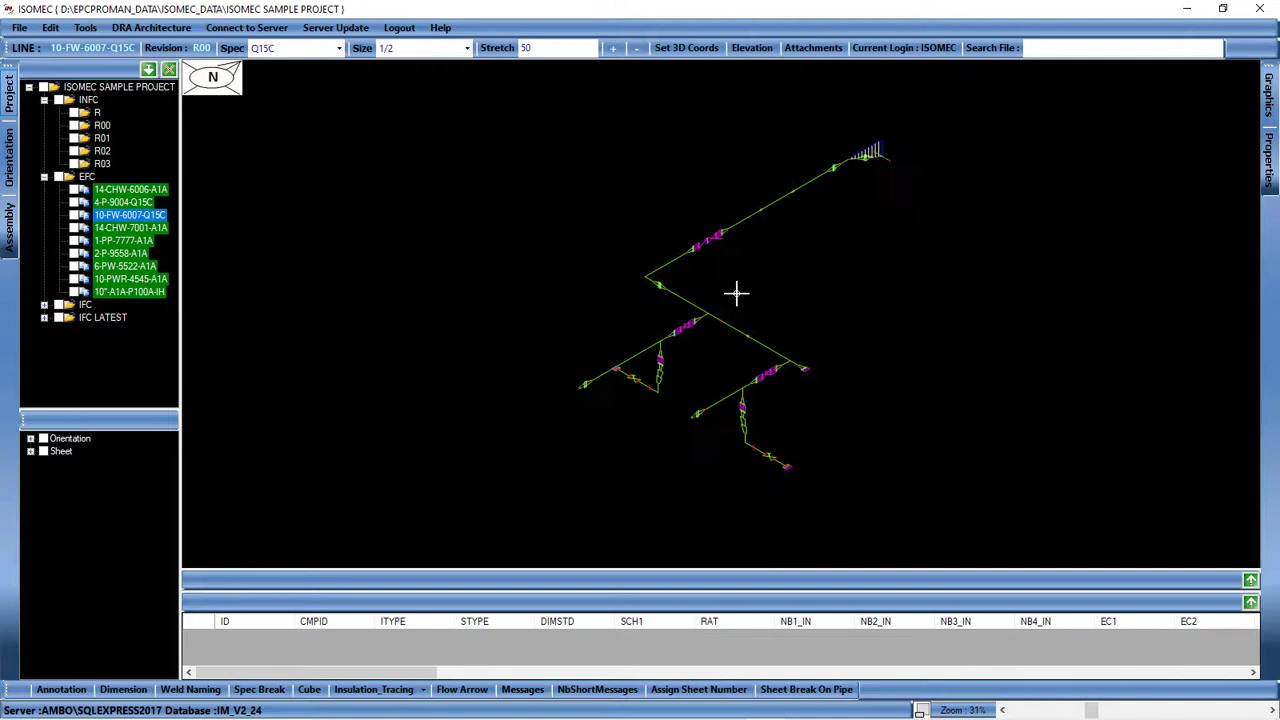 ISOMEC { D:\EPCPROMAN_DATA\ISOMEC_DATA\ISOMEC SAMPLE PROJECT }
File Edit Tools DRA Architecture Connect to Server Server Update Logout Help
LINE : 10-FW-6007-Q15C Revision : R00 Spec Q15C Size 1/2 Stretch 50 + - Set 3D Coords Elevation Attachments Current Login : ISOMEC Search File :
Project
Orientation
Assembly
ISOMEC SAMPLE PROJECT
INFC
R
R00
R01
R02
R03
EFC
14-CHW-6006-A1A
4-P-9004-Q15C
10-FW-6007-Q15C
14-CHW-7001-A1A
1-PP-7777-A1A
2-P-9558-A1A
6-PW-5522-A1A
10-PWR-4545-A1A
10"-A1A-P100A-IH
IFC
IFC LATEST
Orientation
Sheet
N
Graphics
Properties
ID CMPID ITYPE STYPE DIMSTD SCH1 RAT NB1_IN NB2_IN NB3_IN NB4_IN EC1 EC2
Annotation Dimension Weld Naming Spec Break Cube Insulation_Tracing Flow Arrow Messages NbShortMessages Assign Sheet Number Sheet Break On Pipe
Server :AMBO\SQLEXPRESS2017 Database :IM_V2_24
Zoom : 31%